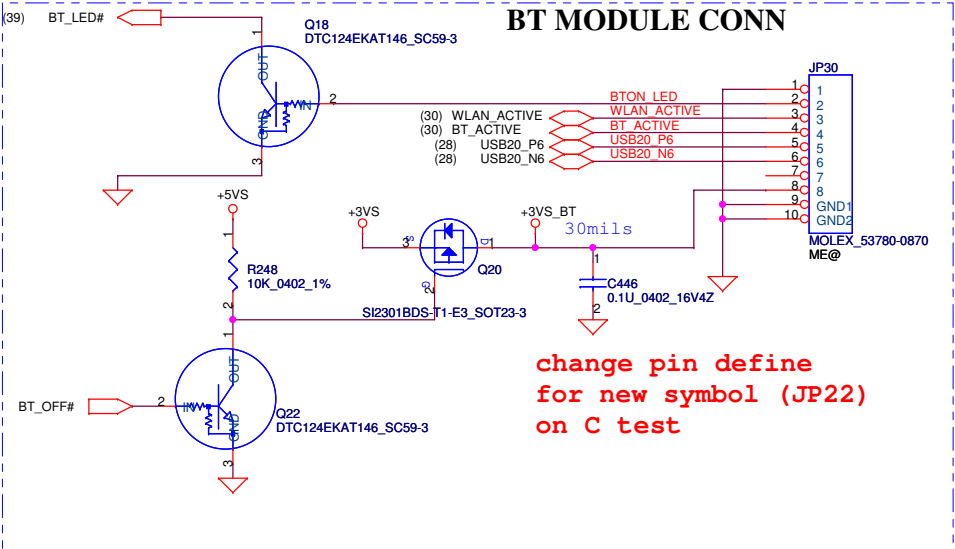 (39) BT_LED#
BT MODULE CONN
Q18
DTC124EKAT146_SC59-3
1
OUT
IN
2
GND
3
JP30
BTON_LED
WLAN_ACTIVE
BT_ACTIVE
USB20_P6
USB20_N6
(30) WLAN_ACTIVE
(30) BT_ACTIVE
(28) USB20_P6
(28) USB20_N6
1 1
2 2
3 3
4 4
5 5
6 6
7 7
8 8
9 GND1
10 GND2
MOLEX_53780-0870
ME@
+5VS
+3VS
+3VS_BT
30mils
1
R248
10K_0402_1%
2
3
S
D
1
Q20
G
2
SI2301BDS-T1-E3_SOT23-3
1
C446
0.1U_0402_16V4Z
2
change pin define
for new symbol (JP22)
on C test
BT_OFF#
2
IN
1
OUT
GND
3
Q22
DTC124EKAT146_SC59-3